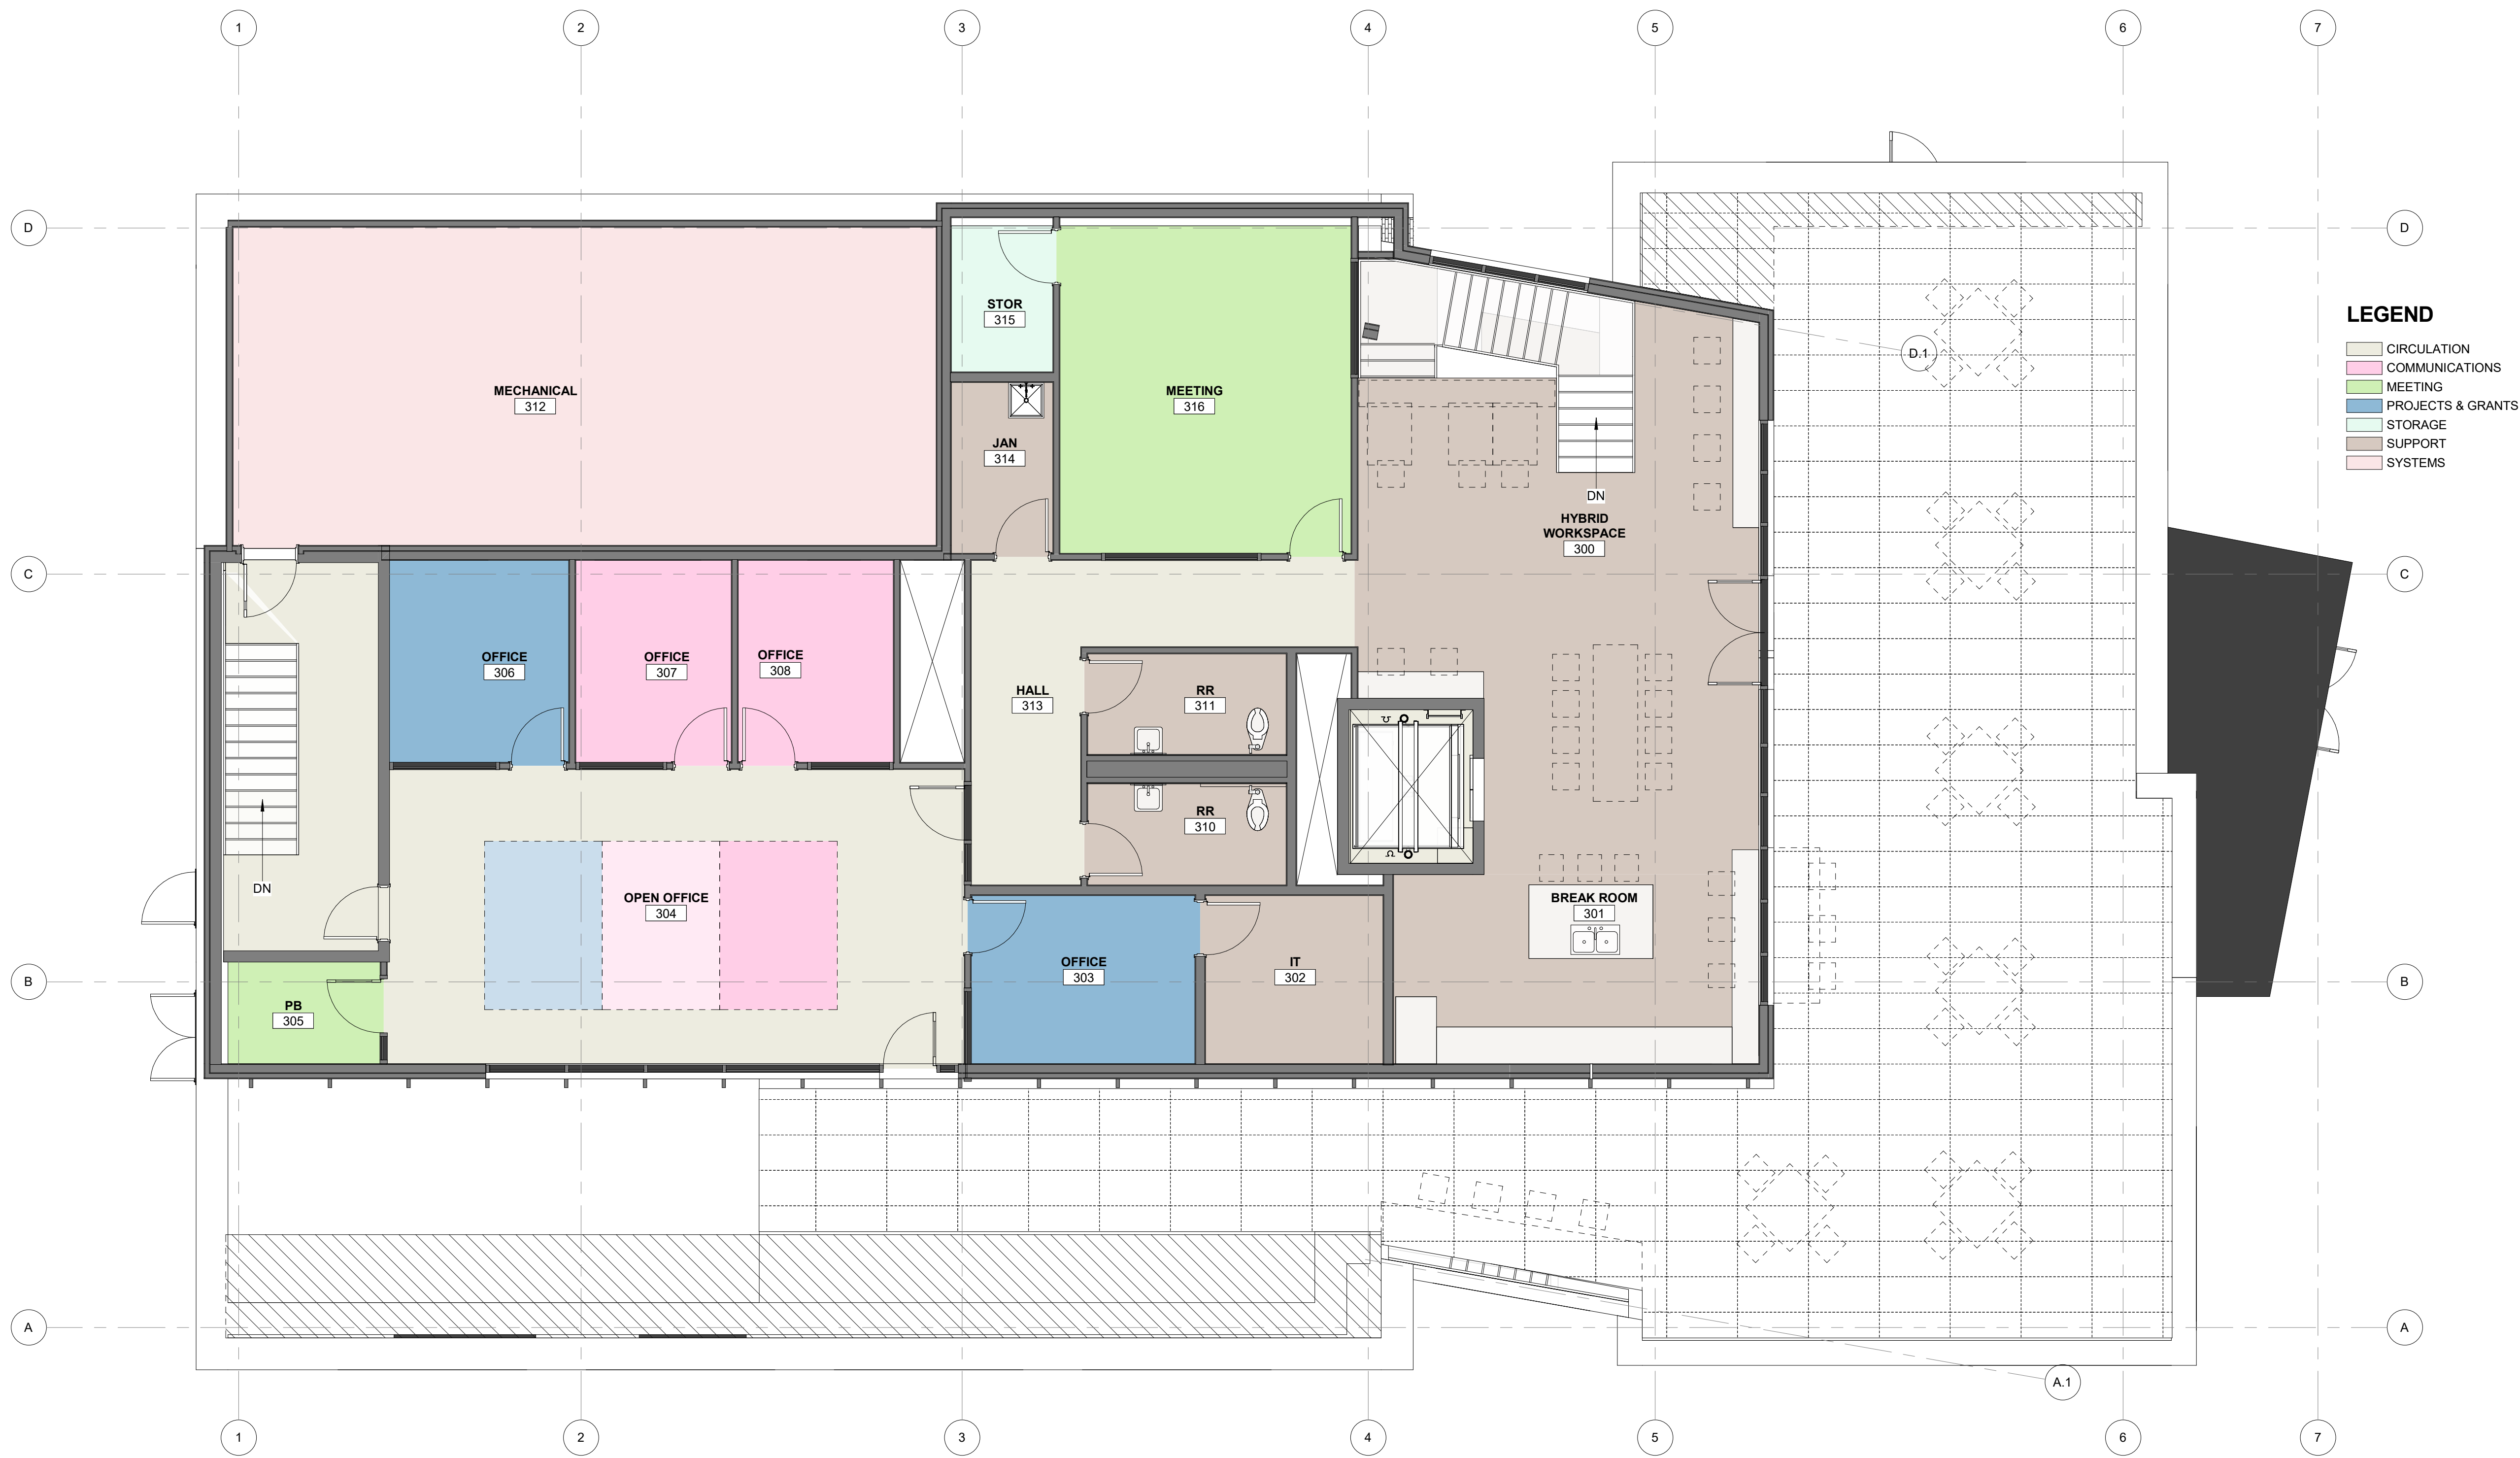 1
2
3
4
5
6
7
D
D
D.1
LEGEND
CIRCULATION
COMMUNICATIONS
MEETING
PROJECTS & GRANTS
STORAGE
SUPPORT
SYSTEMS
STOR
315
MECHANICAL
312
MEETING
316
JAN
314
DN
HYBRID
WORKSPACE
300
C
C
OFFICE
306
OFFICE
307
OFFICE
308
HALL
313
RR
311
RR
310
DN
OPEN OFFICE
304
BREAK ROOM
301
OFFICE
303
IT
302
B
B
PB
305
A
A
A.1
1
2
3
4
5
6
7